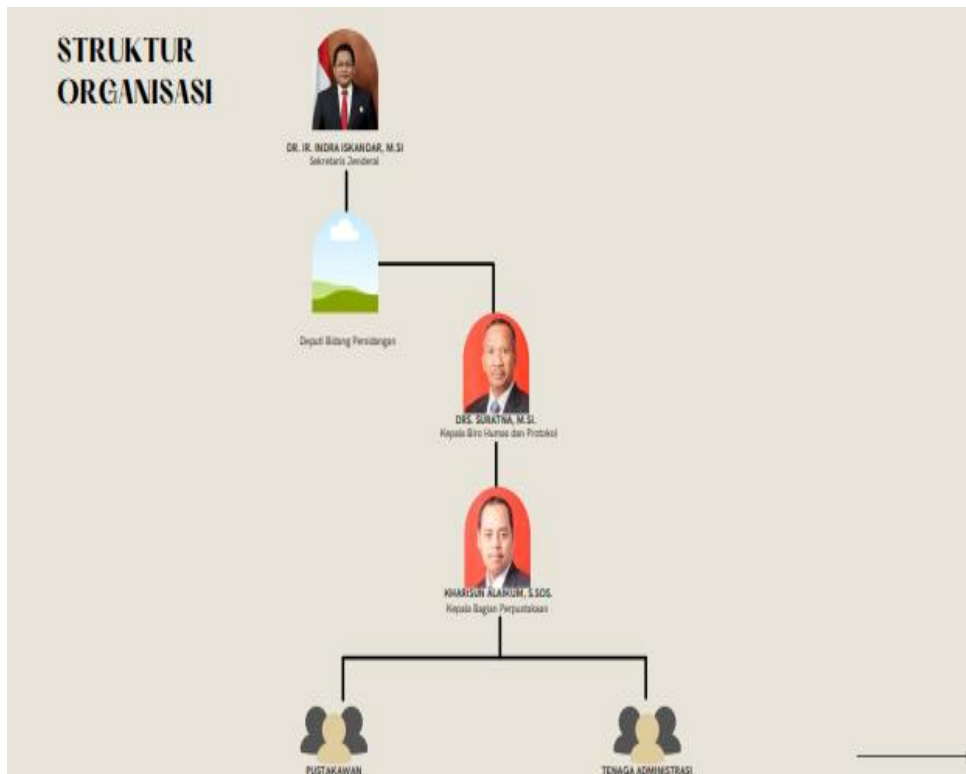 STRUKTUR
ORGANISASI
DR. IR. INDRA ISKANDAR, M.SI
Sekretaris Jenderal
Deputi Bidang Persidangan
DRS. SURATNA, M.SI.
Kepala Biro Humas dan Protokol
KHARISUN ALAIKUM, S.SOS.
Kepala Bagian Perpustakaan
PUSTAKAWAN
TENAGA ADMINISTRASI